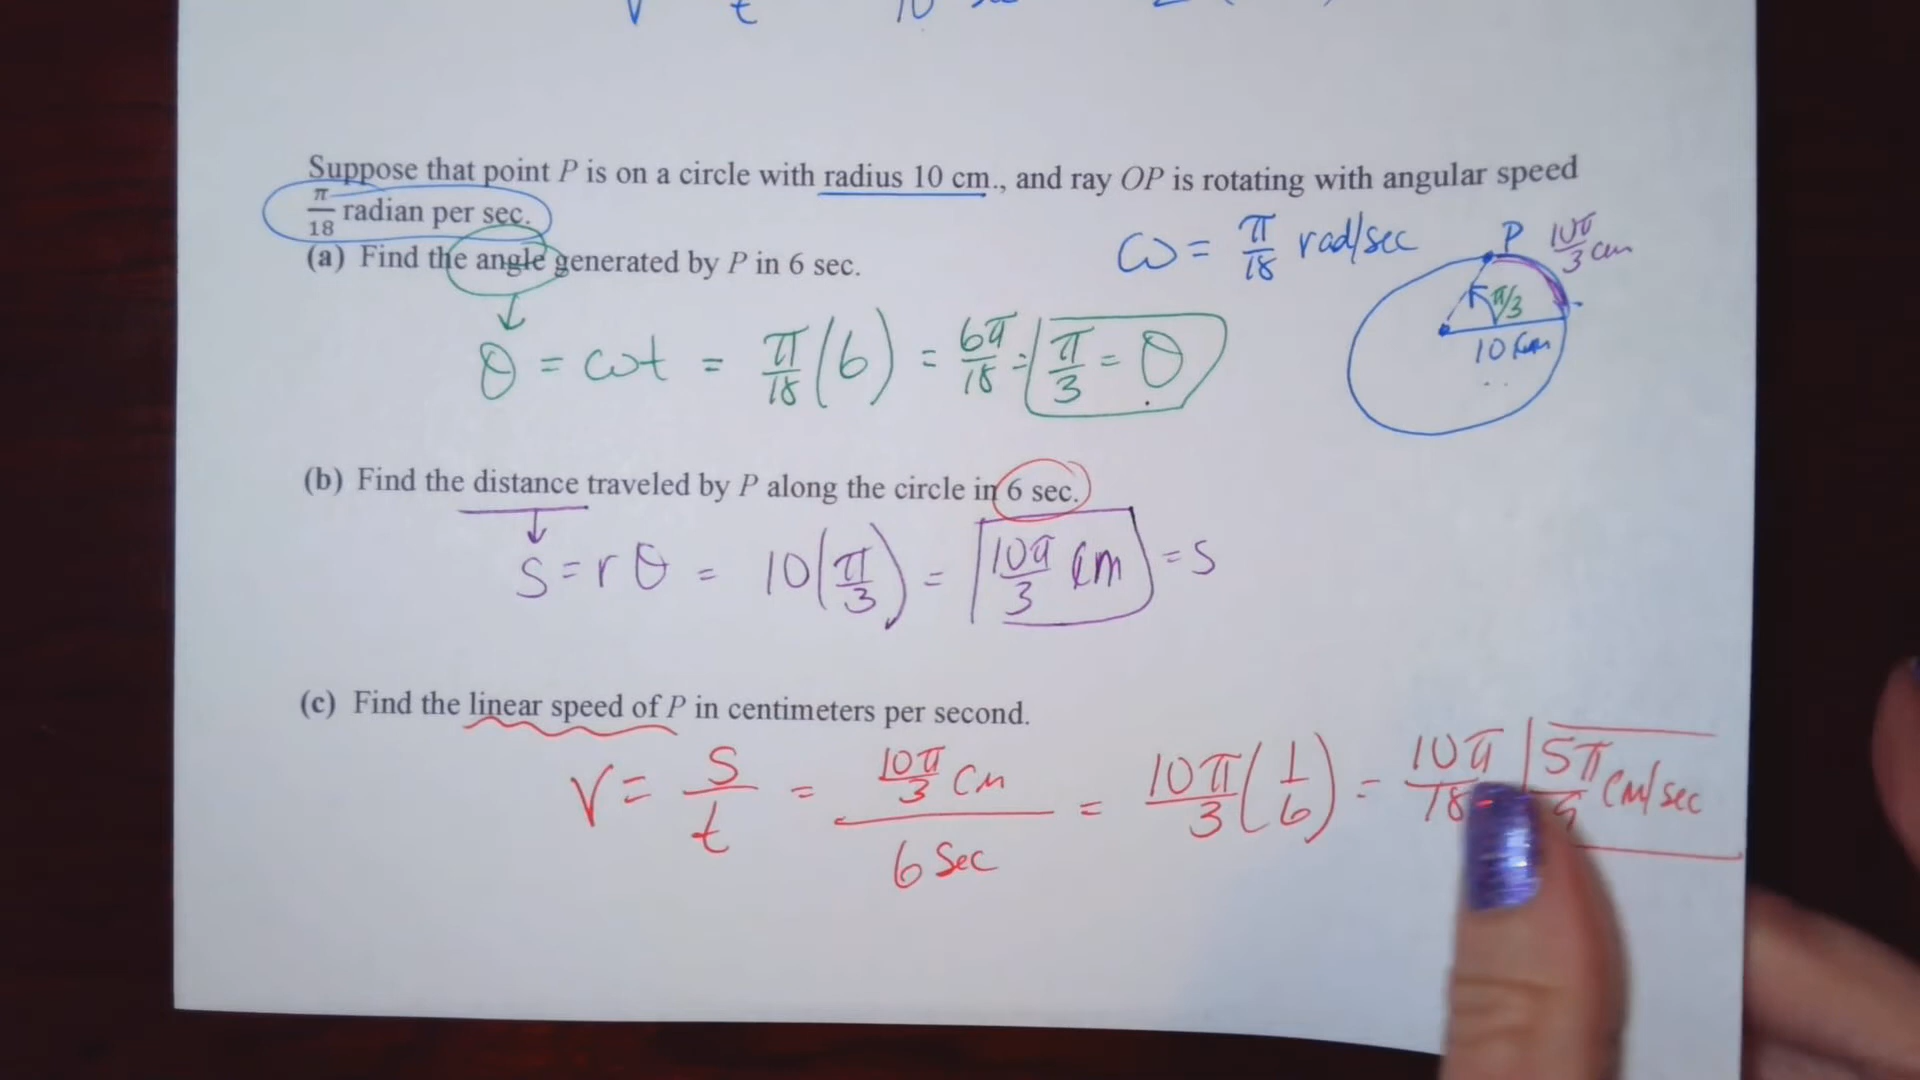 Suppose that point P is on a circle with radius 10 cm., and ray OP is rotating with angular speed
π/18 radian per sec.
ω = π/18 rad/sec
P 10π/3 cm
π/3
10 cm
(a) Find the angle generated by P in 6 sec.
θ = ωt = π/18 (6) = 6π/18 = π/3 = θ
(b) Find the distance traveled by P along the circle in 6 sec.
S = rθ = 10(π/3) = 10π/3 cm = S
(c) Find the linear speed of P in centimeters per second.
V = S/t = 10π/3 cm / 6 sec = 10π/3 (1/6) = 10π/18 = 5π/9 cm/sec